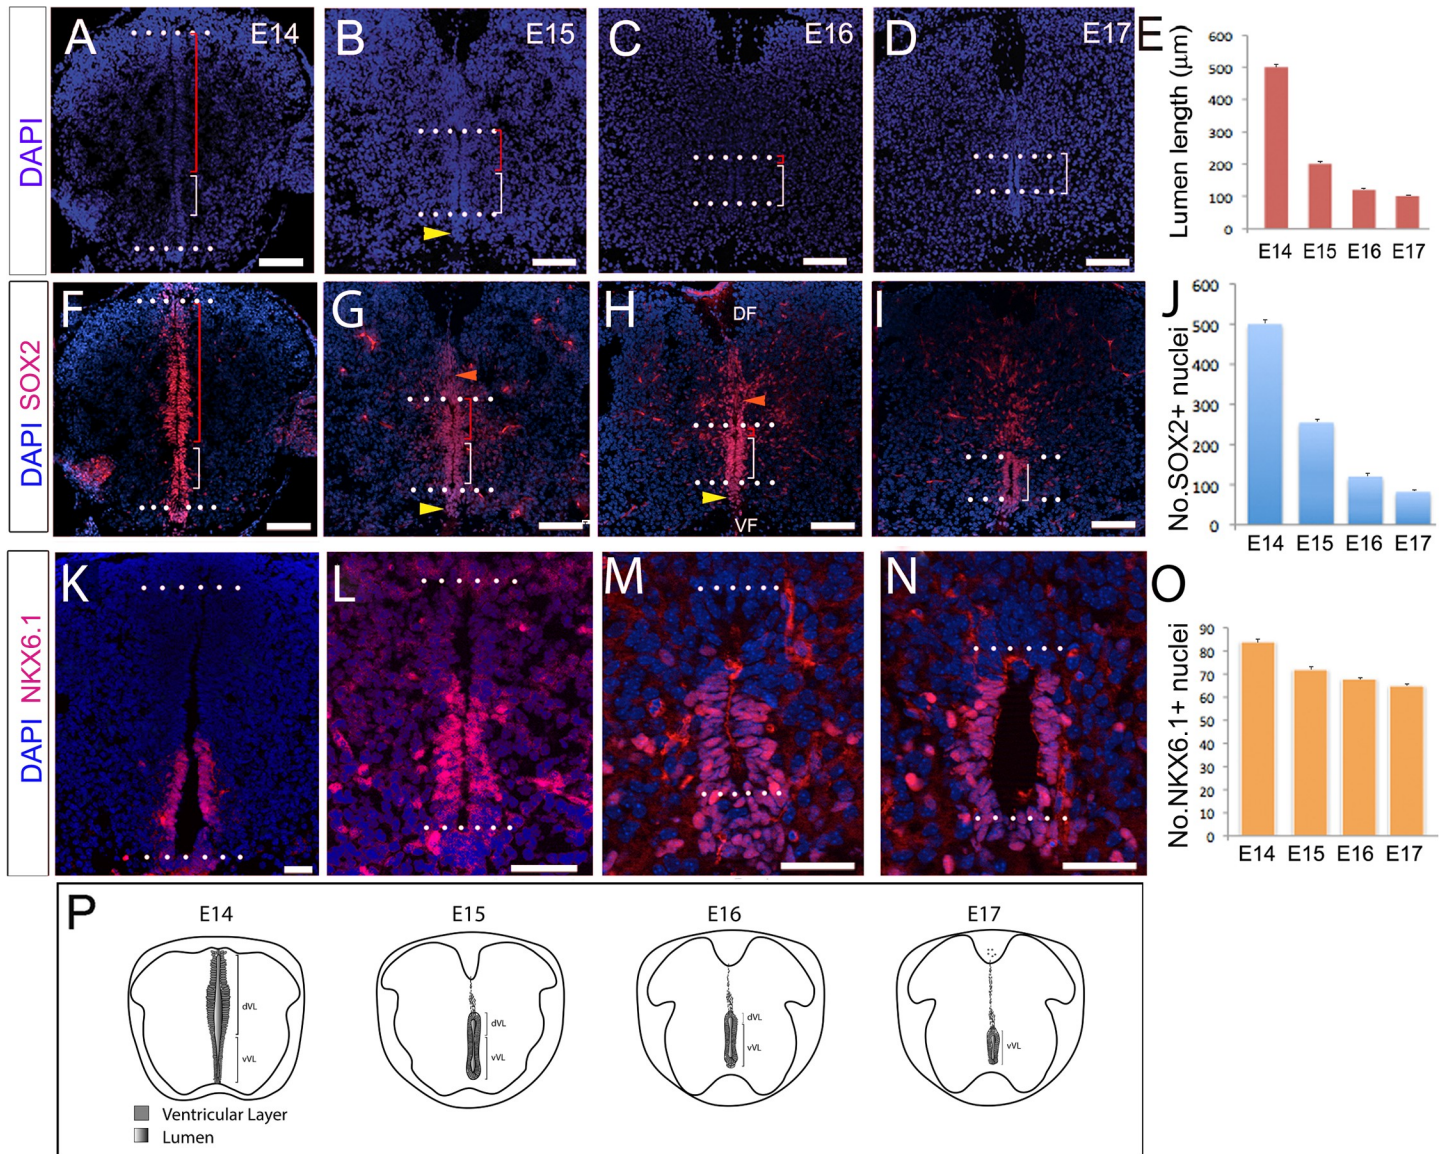 A E14
B E15
C E16
D E17
DAPI
E
Lumen length (μm)
600
500
400
300
200
100
0
E14 E15 E16 E17
F
G
H
DF
VF
I
DAPI SOX2
J
No.SOX2+ nuclei
600
500
400
300
200
100
0
E14 E15 E16 E17
K
L
M
N
DAPI NKX6.1
O
No.NKX6.1+ nuclei
90
80
70
60
50
40
30
20
10
0
E14 E15 E16 E17
P
E14 E15 E16 E17
dVL
vVL
dVL
vVL
dVL
vVL
vVL
Ventricular Layer
Lumen